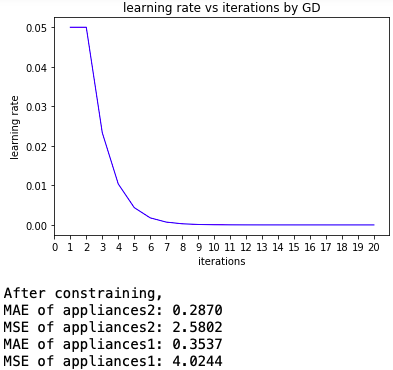 learning rate vs iterations by GD
0.05
0.04
0.03
0.02
0.01
0.00
learning rate
0 1 2 3 4 5 6 7 8 9 10 11 12 13 14 15 16 17 18 19 20
iterations
After constraining,
MAE of appliances2: 0.2870
MSE of appliances2: 2.5802
MAE of appliances1: 0.3537
MSE of appliances1: 4.0244